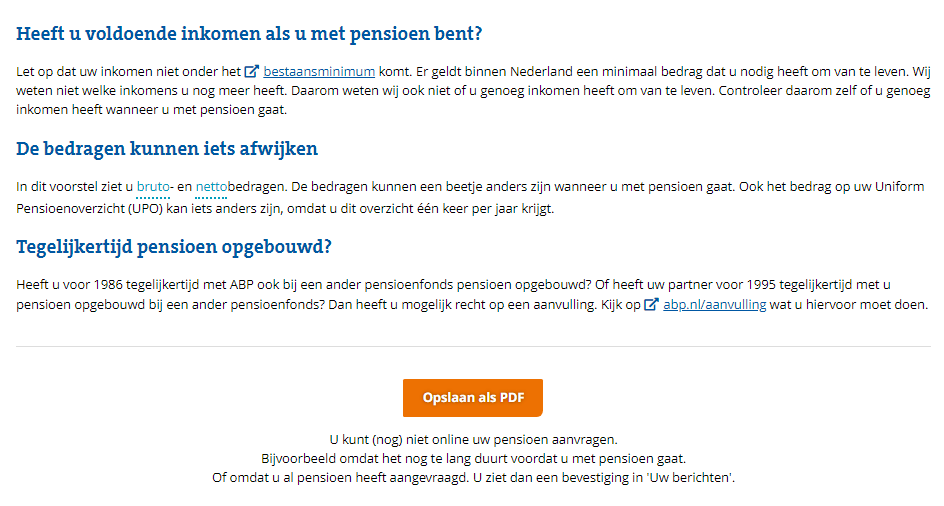 Heeft u voldoende inkomen als u met pensioen bent?
Let op dat uw inkomen niet onder het bestaansminimum komt. Er geldt binnen Nederland een minimaal bedrag dat u nodig heeft om van te leven. Wij
weten niet welke inkomens u nog meer heeft. Daarom weten wij ook niet of u genoeg inkomen heeft om van te leven. Controleer daarom zelf of u genoeg
inkomen heeft wanneer u met pensioen gaat.
De bedragen kunnen iets afwijken
In dit voorstel ziet u bruto- en nettobedragen. De bedragen kunnen een beetje anders zijn wanneer u met pensioen gaat. Ook het bedrag op uw Uniform
Pensioenoverzicht (UPO) kan iets anders zijn, omdat u dit overzicht één keer per jaar krijgt.
Tegelijkertijd pensioen opgebouwd?
Heeft u voor 1986 tegelijkertijd met ABP ook bij een ander pensioenfonds pensioen opgebouwd? Of heeft uw partner voor 1995 tegelijkertijd met u
pensioen opgebouwd bij een ander pensioenfonds? Dan heeft u mogelijk recht op een aanvulling. Kijk op abp.nl/aanvulling wat u hiervoor moet doen.
Opslaan als PDF
U kunt (nog) niet online uw pensioen aanvragen.
Bijvoorbeeld omdat het nog te lang duurt voordat u met pensioen gaat.
Of omdat u al pensioen heeft aangevraagd. U ziet dan een bevestiging in 'Uw berichten'.